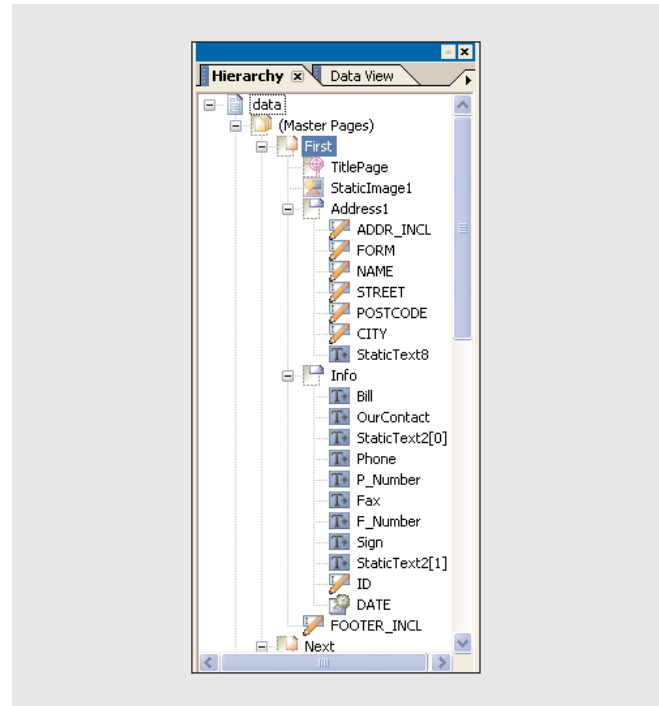 Hierarchy Data View
data
(Master Pages)
First
TitlePage
StaticImage1
Address1
ADDR_INCL
FORM
NAME
STREET
POSTCODE
CITY
StaticText8
Info
Bill
OurContact
StaticText2[0]
Phone
P_Number
Fax
F_Number
Sign
StaticText2[1]
ID
DATE
FOOTER_INCL
Next